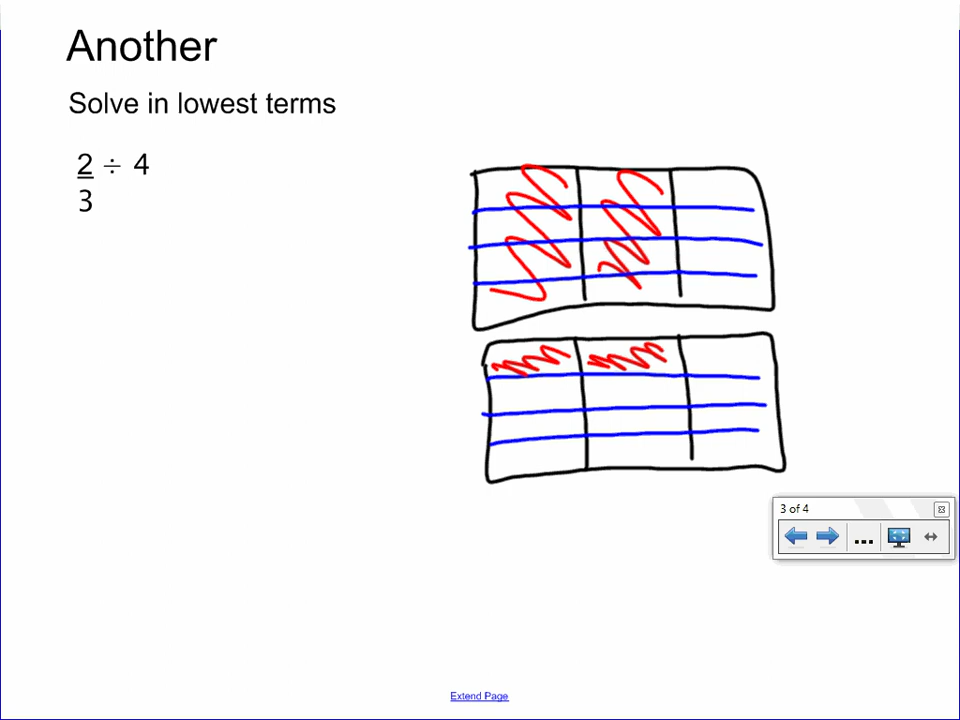 Another
Solve in lowest terms
2 ÷ 4
3
3 of 4
...
Extend Page